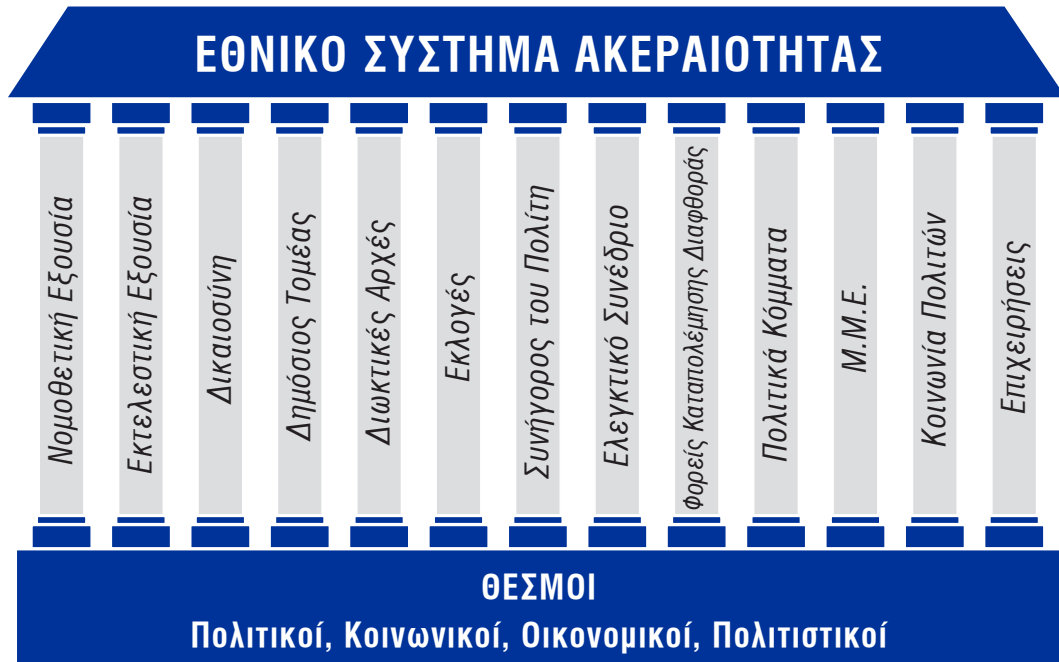 ΕΘΝΙΚΟ ΣΥΣΤΗΜΑ ΑΚΕΡΑΙΟΤΗΤΑΣ
Νομοθετική Εξουσία
Εκτελεστική Εξουσία
Δικαιοσύνη
Δημόσιος Τομέας
Διωκτικές Αρχές
Εκλογές
Συνήγορος του Πολίτη
Ελεγκτικό Συνέδριο
Φορείς Καταπολέμησης Διαφθοράς
Πολιτικά Κόμματα
Μ.Μ.Ε.
Κοινωνία Πολιτών
Επιχειρήσεις
ΘΕΣΜΟΙ
Πολιτικοί, Κοινωνικοί, Οικονομικοί, Πολιτιστικοί